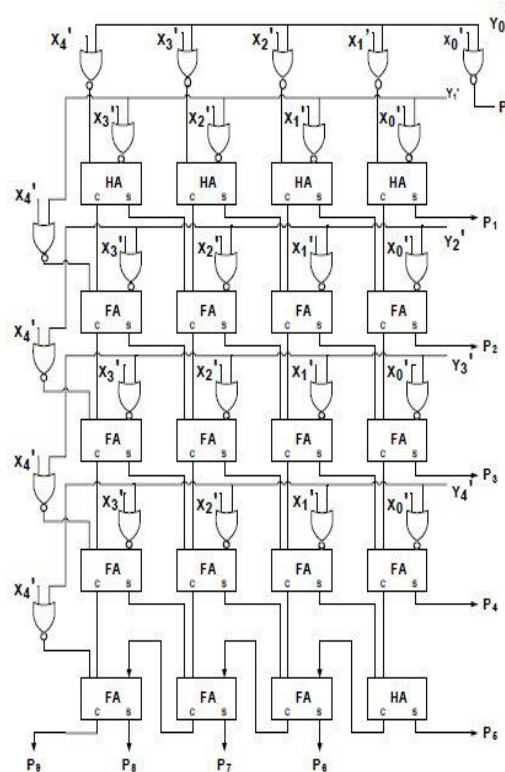 X4' X3' X2' X1' X0' Y0
Y1' P
X3' X2' X1' X0'
HA HA HA HA
C S C S C S C S
X4' P1
Y2'
X3' X2' X1' X0'
FA FA FA FA
C S C S C S C S
X4' P2
Y3'
X3' X2' X1' X0'
FA FA FA FA
C S C S C S C S
X4' P3
Y4'
X3' X2' X1' X0'
FA FA FA FA
C S C S C S C S
X4' P4
FA FA FA HA
C S C S C S C S
P5
P9 P8 P7 P6